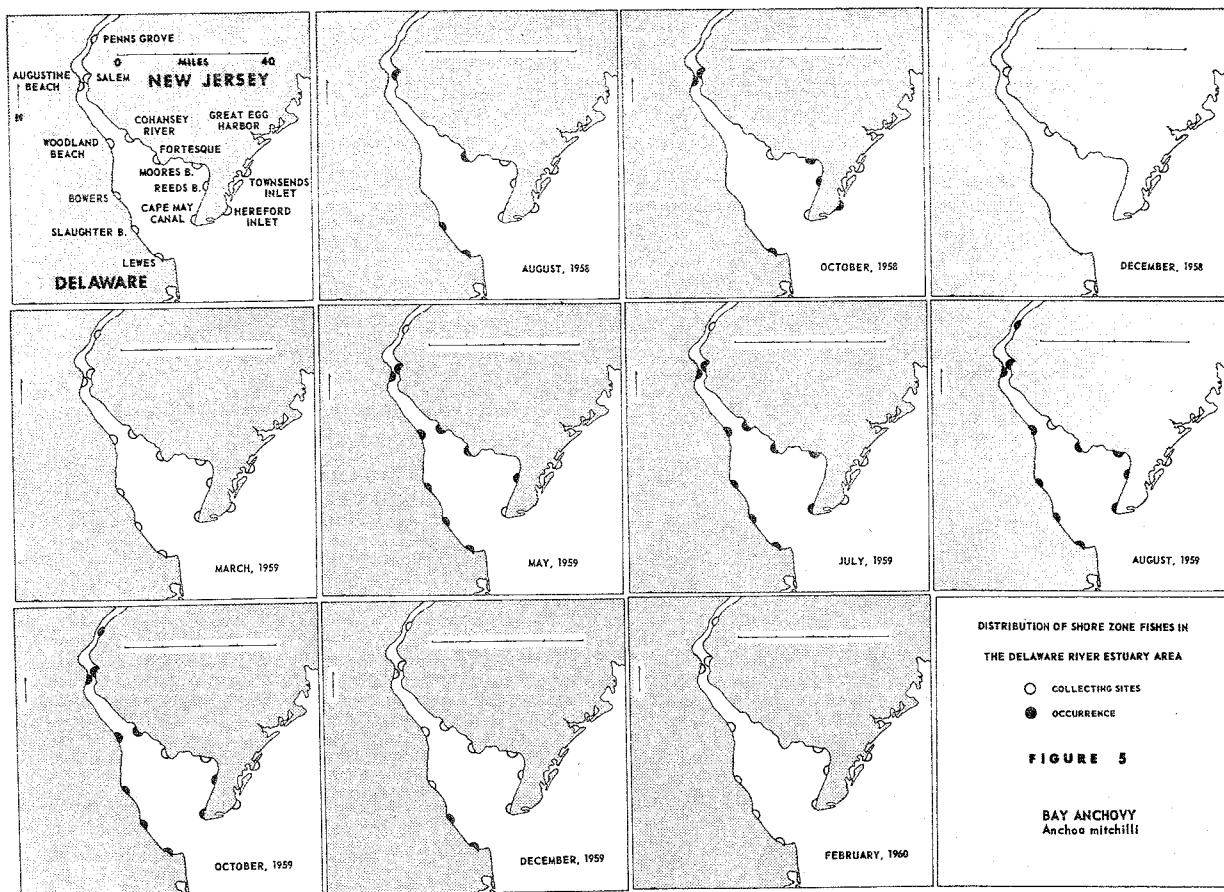 PENNS GROVE
0 MILES 40
AUGUSTINE BEACH
SALEM
NEW JERSEY
COHANSEY RIVER
GREAT EGG HARBOR
WOODLAND BEACH
FORTESQUE
MOORES B.
REEDS B.
TOWNSENDS INLET
BOWERS
CAPE MAY CANAL
HEREFORD INLET
SLAUGHTER B.
LEWES
DELAWARE
AUGUST, 1958
OCTOBER, 1958
DECEMBER, 1958
MARCH, 1959
MAY, 1959
JULY, 1959
AUGUST, 1959
OCTOBER, 1959
DECEMBER, 1959
FEBRUARY, 1960
DISTRIBUTION OF SHORE ZONE FISHES IN
THE DELAWARE RIVER ESTUARY AREA
COLLECTING SITES
OCCURRENCE
FIGURE 5
BAY ANCHOVY
Anchoa mitchilli